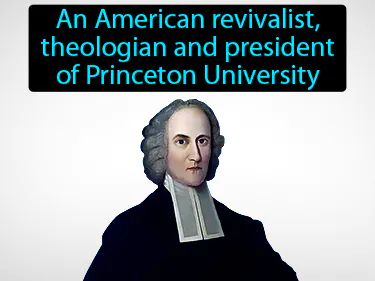 An American revivalist,
theologian and president
of Princeton University